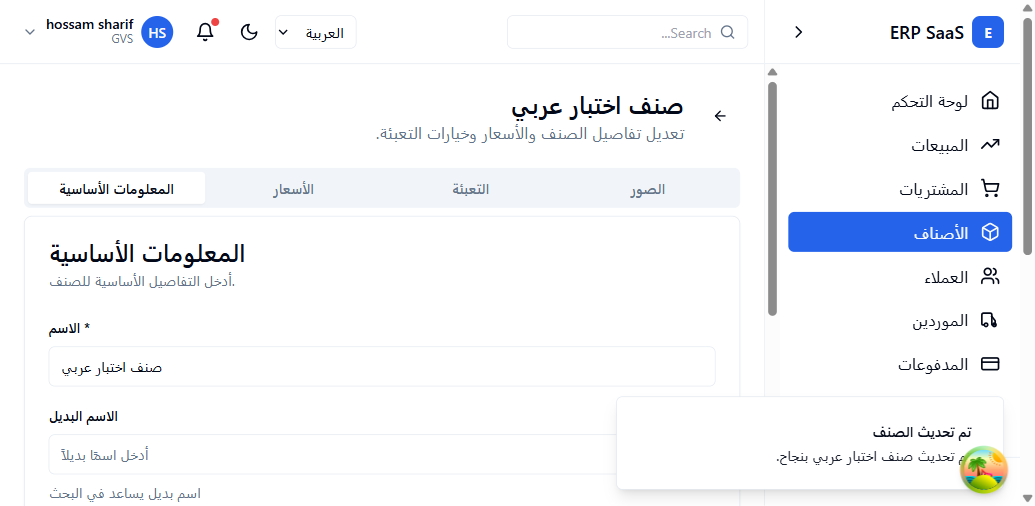 ERP SaaS
E
Search...
العربية
HS
hossam sharif
GVS
لوحة التحكم
المبيعات
المشتريات
الأصناف
العملاء
الموردين
المدفوعات
صنف اختبار عربي
تعديل تفاصيل الصنف والأسعار وخيارات التعبئة.
الصور
التعبئة
الأسعار
المعلومات الأساسية
المعلومات الأساسية
أدخل التفاصيل الأساسية للصنف.
الاسم *
صنف اختبار عربي
الاسم البديل
أدخل اسمًا بديلاً
اسم بديل يساعد في البحث
تم تحديث الصنف
تحديث صنف اختبار عربي بنجاح.